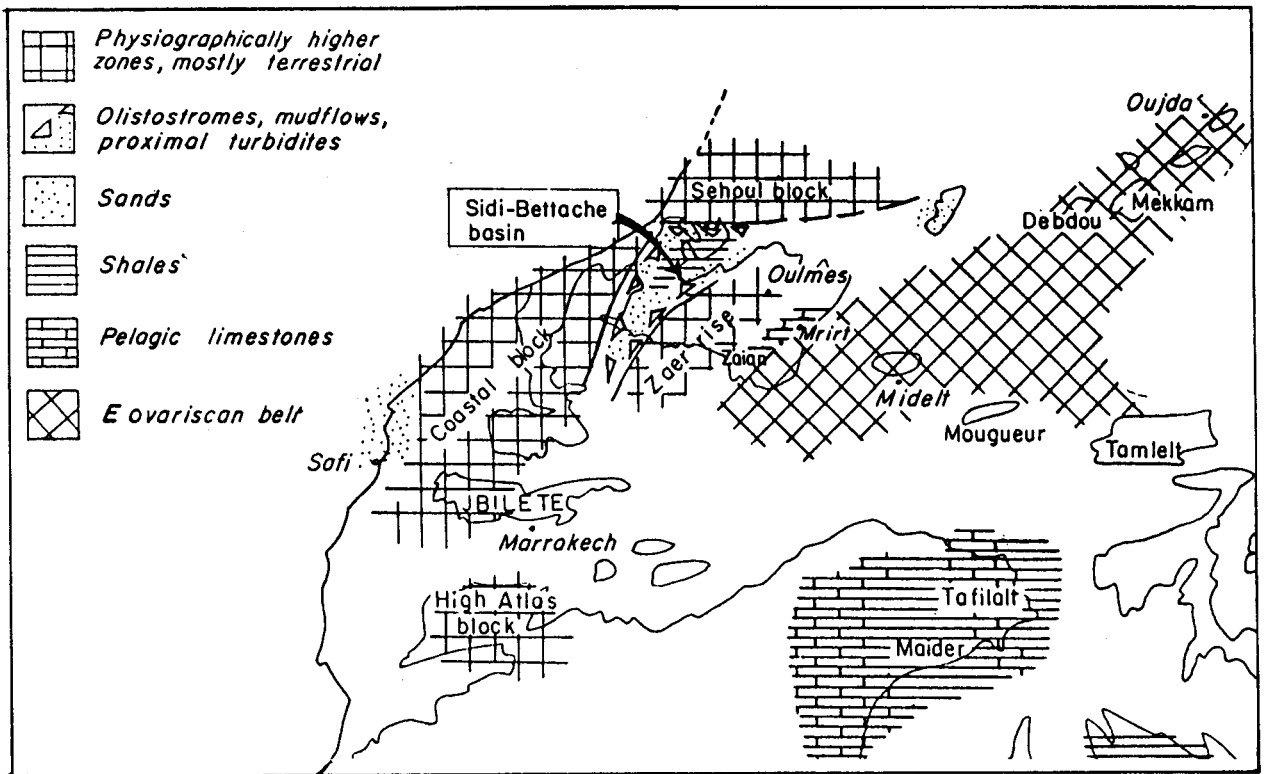 Physiographically higher
zones, mostly terrestrial
Olistostromes, mudflows,
proximal turbidites
Sands
Shales
Pelagic limestones
E ovariscan belt
Oujda
Sehoul block
Sidi-Bettache
basin
Mekkam
Debdou
Oulmès
Mrirt
Zaer rise
Zaian
Coastal block
Midelt
Mougueur
Tamlelt
Safi
JBILETE
Marrakech
High Atlas
block
Tafilalt
Maider